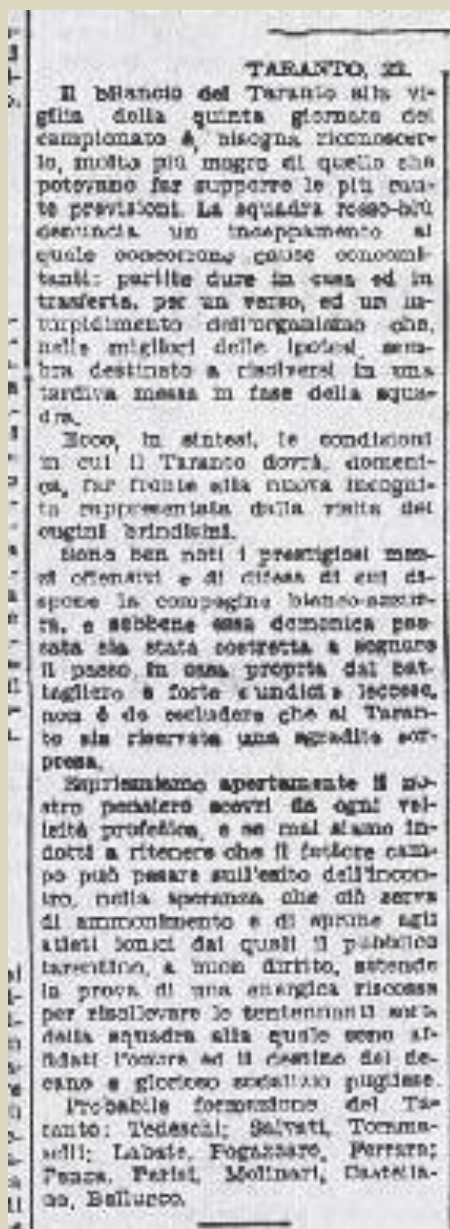 TARANTO, 22.
Il bilancio del Taranto alla vi-
gilia della quinta giornata del
campionato è, bisogna riconoscer-
lo, molto più magro di quello che
potevano far supporre le più cau-
te previsioni. La squadra rosso-blù
denuncia un inceppamento al
quale concorrono cause concomi-
tanti: partite dure in casa ed in
trasferta, per un verso, ed un in-
turpidimento dell'organismo che,
nelle migliori delle ipotesi, sem-
bra destinato a risolversi in una
tardiva messa in fase della squa-
dra.
Ecco, in sintesi, le condizioni
in cui il Taranto dovrà, domeni-
ca, far fronte alla nuova incogni-
ta rappresentata dalla visita dei
cugini brindisini.
Sono ben noti i prestigiosi mez-
zi offensivi e di difesa di cui di-
spone la compagine bianco-azzur-
ra, e sebbene essa domenica pas-
sata sia stata costretta a segnare
il passo in casa propria dal bat-
tagliero e forte «undici» leccese,
non è da escludere che al Taran-
to sia riservata una sgradita sor-
presa.
Esprimiamo apertamente il no-
stro pensiero scevri da ogni vel-
leità profetica, e se mai siamo in-
dotti a ritenere che il fattore cam-
po può pesare sull'esito dell'incon-
tro, nella speranza che ciò serva
di ammonimento e di sprone agli
atleti ionici dai quali il pubblico
tarentino, a buon diritto, attende
la prova di una energica riscossa
per risollevare le tentennanti sorti
della squadra alla quale sono af-
fidati l'onore ed il destino del de-
cano e glorioso sodalizio pugliese.
Probabile formazione del Ta-
ranto: Tedeschi; Salvati, Tomma-
selli; Labate, Fogazzaro, Ferraro;
Parisi, Molinari, Castella-
no, Bellucco.